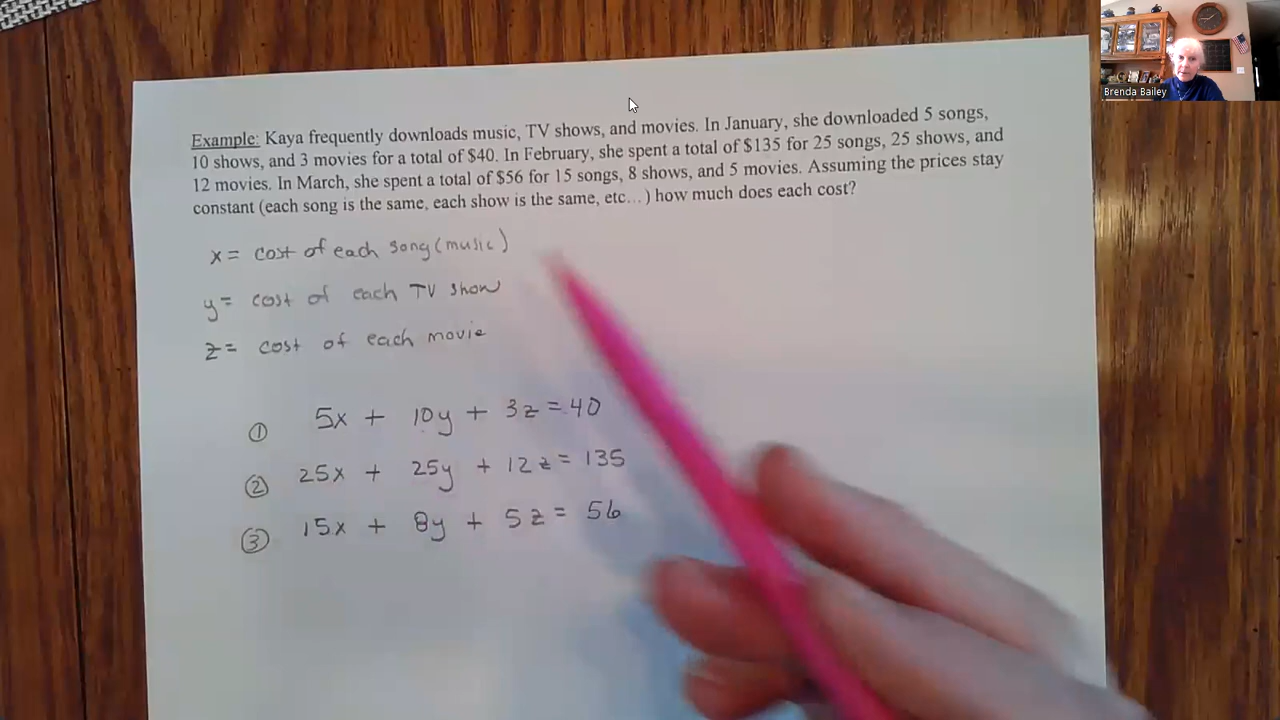 Example: Kaya frequently downloads music, TV shows, and movies. In January, she downloaded 5 songs,
10 shows, and 3 movies for a total of $40. In February, she spent a total of $135 for 25 songs, 25 shows, and
12 movies. In March, she spent a total of $56 for 15 songs, 8 shows, and 5 movies. Assuming the prices stay
constant (each song is the same, each show is the same, etc…) how much does each cost?
x = cost of each song (music)
y = cost of each TV show
z = cost of each movie
① 5x + 10y + 3z = 40
② 25x + 25y + 12z = 135
③ 15x + 8y + 5z = 56
Brenda Bailey